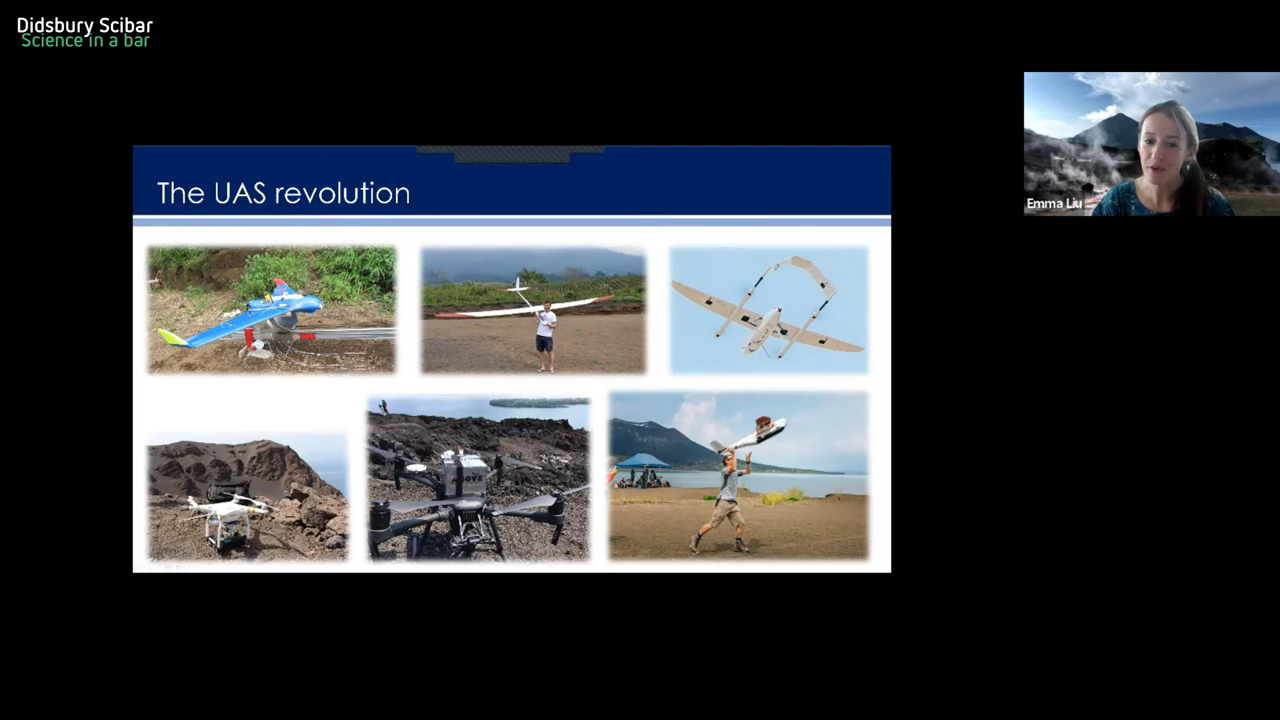 Didsbury Scibar
Science in a bar
The UAS revolution
Emma Liu